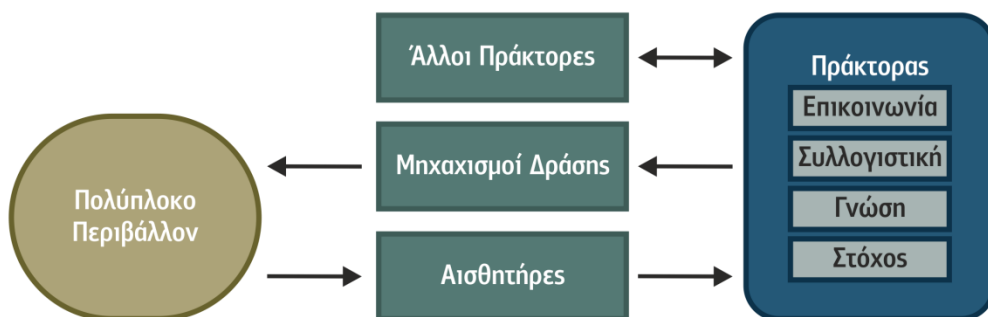 Άλλοι Πράκτορες
Πράκτορας
Επικοινωνία
Μηχαχισμοί Δράσης
Συλλογιστική
Πολύπλοκο
Περιβάλλον
Γνώση
Στόχος
Αισθητήρες